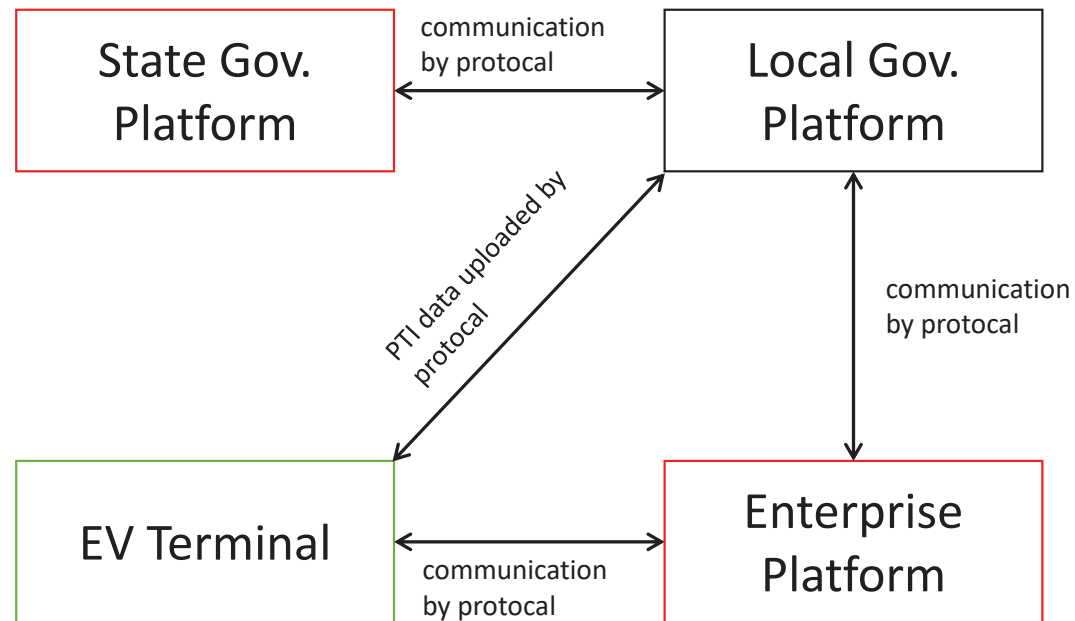 State Gov.
Platform
communication
by protocal
Local Gov.
Platform
PTI data uploaded by
protocal
communication
by protocal
EV Terminal
communication
by protocal
Enterprise
Platform